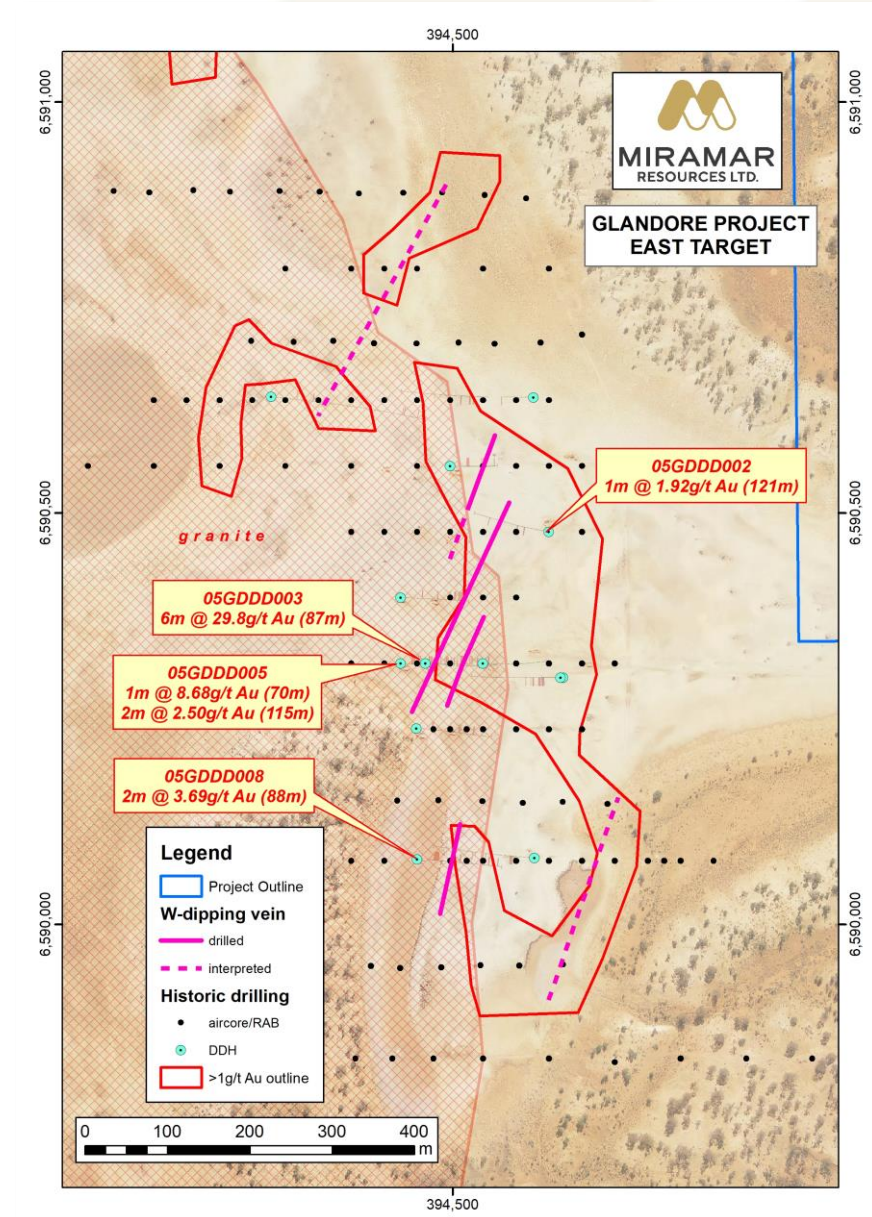 394,500
6,591,000
6,591,000
MIRAMAR
RESOURCES LTD.
GLANDORE PROJECT
EAST TARGET
05GDDD002
1m @ 1.92g/t Au (121m)
6,590,500
6,590,500
granite
05GDDD003
6m @ 29.8g/t Au (87m)
05GDDD005
1m @ 8.68g/t Au (70m)
2m @ 2.50g/t Au (115m)
05GDDD008
2m @ 3.69g/t Au (88m)
Legend
Project Outline
W-dipping vein
drilled
interpreted
Historic drilling
aircore/RAB
DDH
>1g/t Au outline
6,590,000
6,590,000
0 100 200 300 400
m
394,500